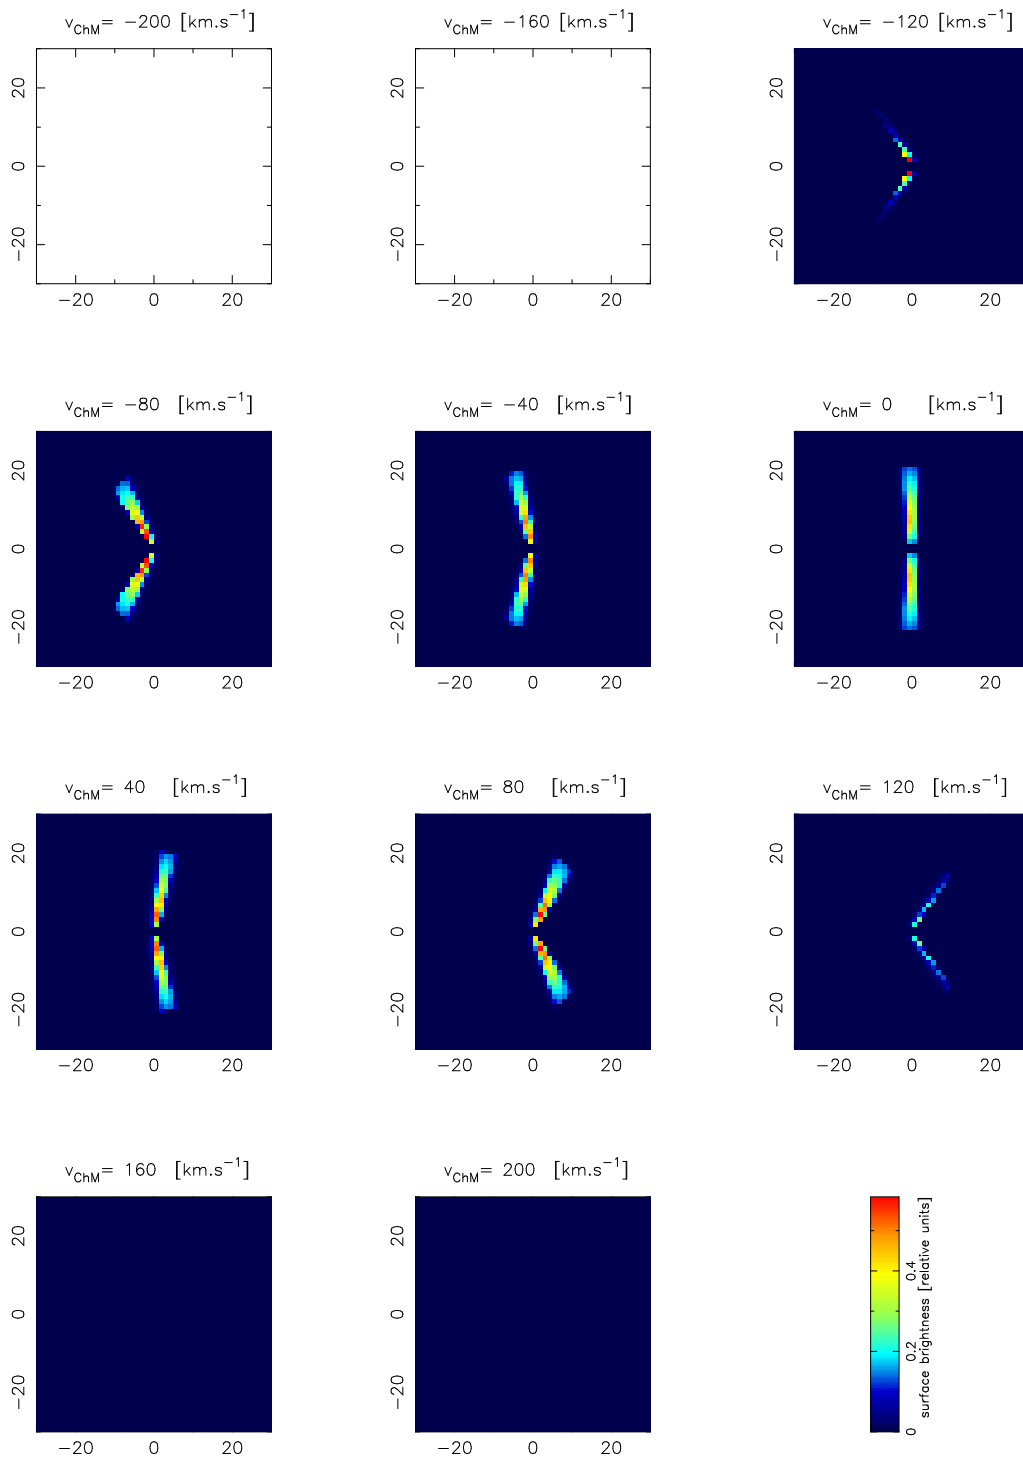 v_ChM= −200 [km.s⁻¹]
v_ChM= −160 [km.s⁻¹]
v_ChM= −120 [km.s⁻¹]
20
0
−20
−20 0 20
20
0
−20
−20 0 20
20
0
−20
−20 0 20
v_ChM= −80 [km.s⁻¹]
v_ChM= −40 [km.s⁻¹]
v_ChM= 0 [km.s⁻¹]
20
0
−20
−20 0 20
20
0
−20
−20 0 20
20
0
−20
−20 0 20
v_ChM= 40 [km.s⁻¹]
v_ChM= 80 [km.s⁻¹]
v_ChM= 120 [km.s⁻¹]
20
0
−20
−20 0 20
20
0
−20
−20 0 20
20
0
−20
−20 0 20
v_ChM= 160 [km.s⁻¹]
v_ChM= 200 [km.s⁻¹]
20
0
−20
−20 0 20
20
0
−20
−20 0 20
0 0.2 0.4
surface brightness [relative units]